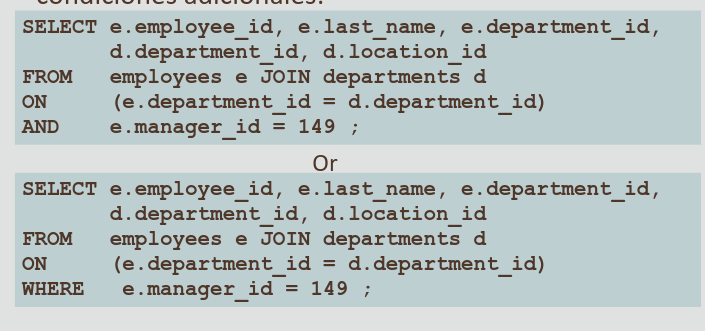 condiciones adicionales:
SELECT e.employee_id, e.last_name, e.department_id,
d.department_id, d.location_id
FROM employees e JOIN departments d
ON (e.department_id = d.department_id)
AND e.manager_id = 149 ;
Or
SELECT e.employee_id, e.last_name, e.department_id,
d.department_id, d.location_id
FROM employees e JOIN departments d
ON (e.department_id = d.department_id)
WHERE e.manager_id = 149 ;